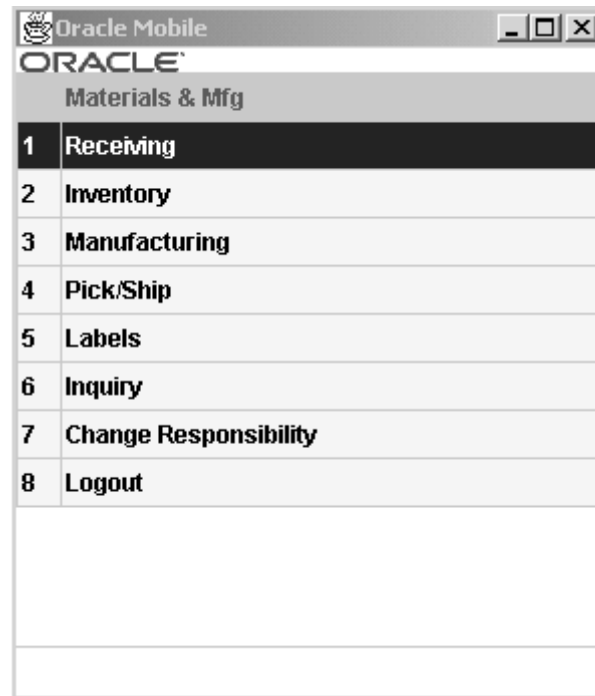 Oracle Mobile
ORACLE
Materials & Mfg
1 Receiving
2 Inventory
3 Manufacturing
4 Pick/Ship
5 Labels
6 Inquiry
7 Change Responsibility
8 Logout